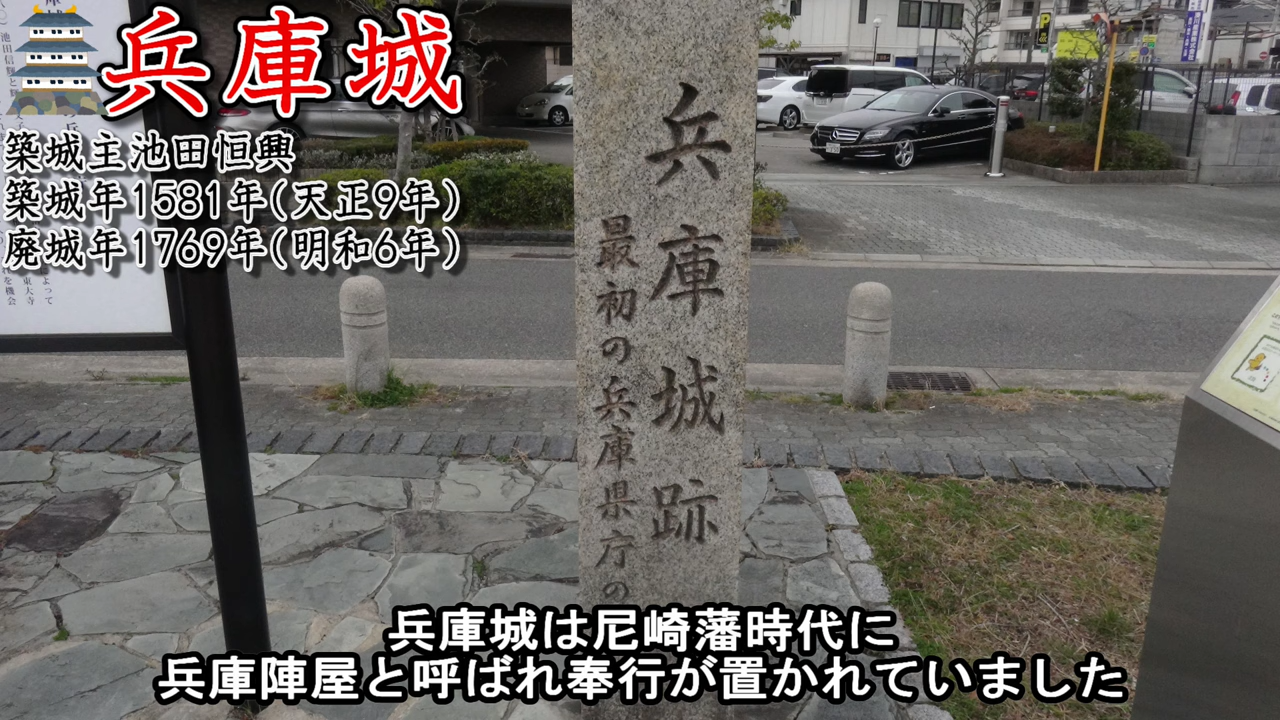 兵庫城
築城主池田恒興
築城年1581年(天正9年)
廃城年1769年(明和6年)
兵庫城跡
最初の兵庫県庁の
兵庫城は尼崎藩時代に
兵庫陣屋と呼ばれ奉行が置かれていました